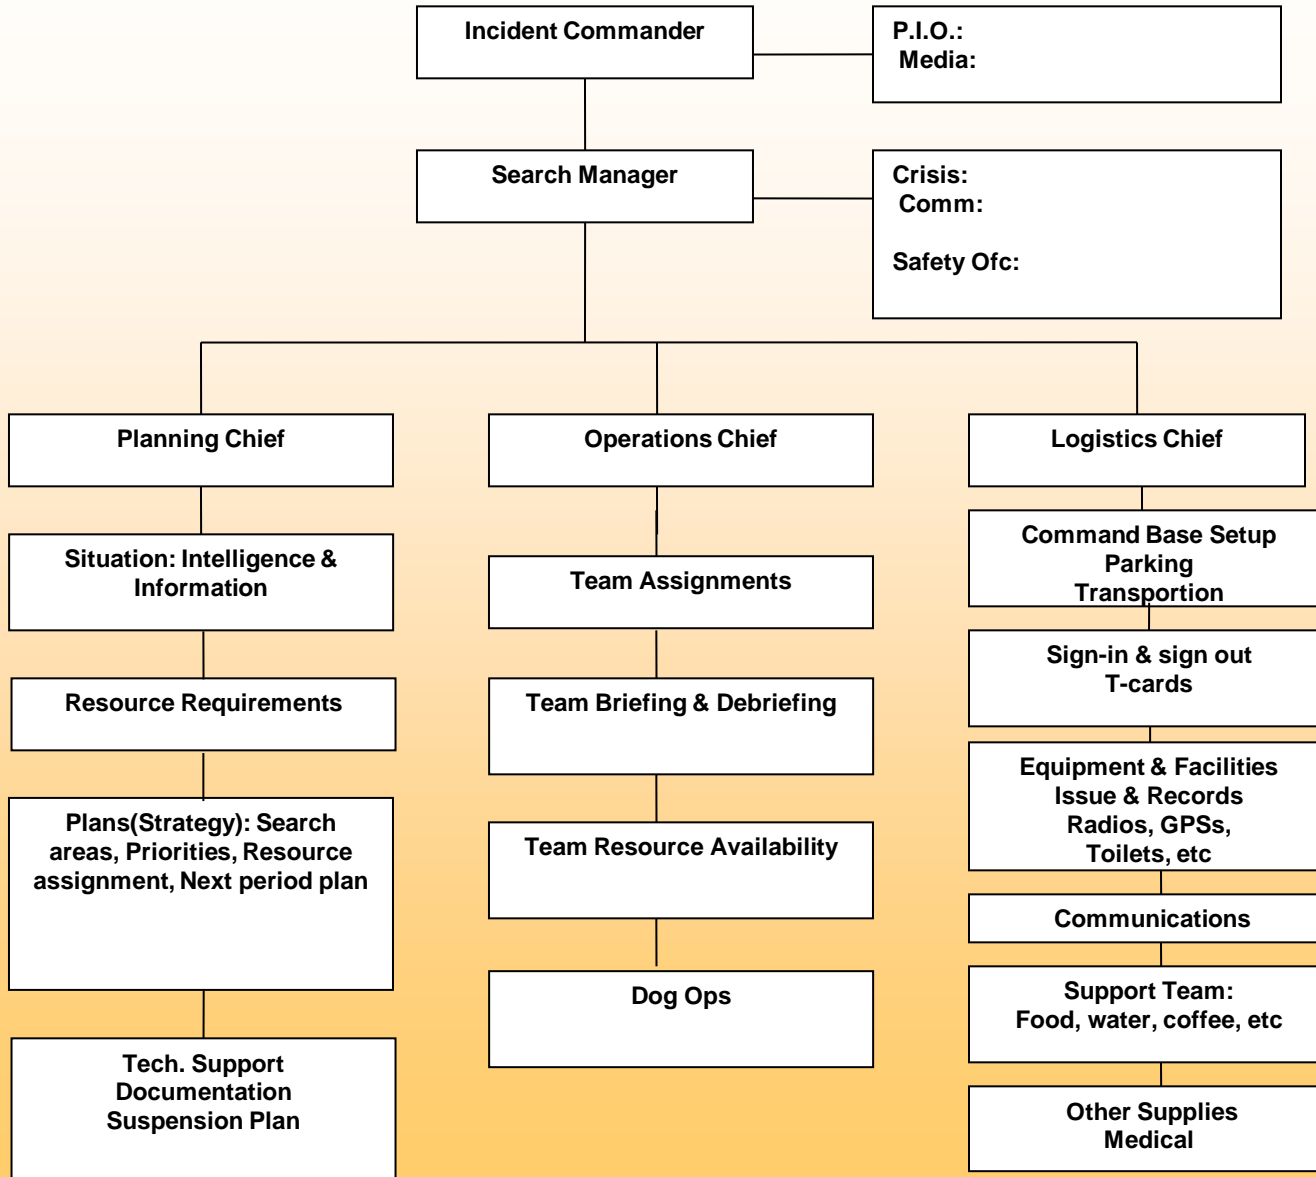 Incident Commander
P.I.O.:
Media:
Search Manager
Crisis:
Comm:
Safety Ofc:
Planning Chief
Operations Chief
Logistics Chief
Situation: Intelligence &
Information
Resource Requirements
Plans(Strategy): Search
areas, Priorities, Resource
assignment, Next period plan
Tech. Support
Documentation
Suspension Plan
Team Assignments
Team Briefing & Debriefing
Team Resource Availability
Dog Ops
Command Base Setup
Parking
Transportion
Sign-in & sign out
T-cards
Equipment & Facilities
Issue & Records
Radios, GPSs,
Toilets, etc
Communications
Support Team:
Food, water, coffee, etc
Other Supplies
Medical